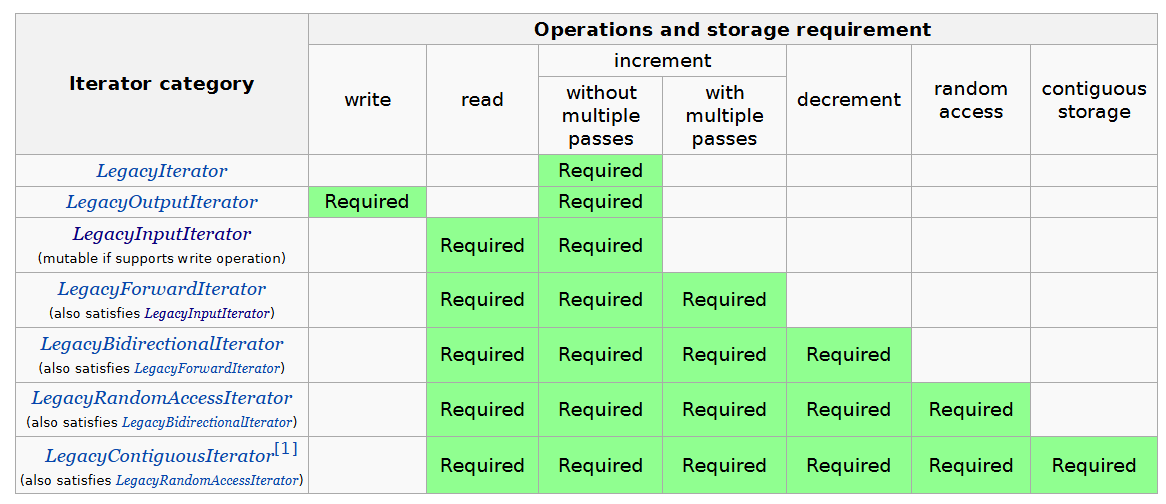 Iterator category
Operations and storage requirement
write
read
increment
without
multiple
passes
with
multiple
passes
decrement
random
access
contiguous
storage
LegacyIterator
Required
LegacyOutputIterator
Required Required
LegacyInputIterator
(mutable if supports write operation)
Required Required
LegacyForwardIterator
(also satisfies LegacyInputIterator)
Required Required Required
LegacyBidirectionalIterator
(also satisfies LegacyForwardIterator)
Required Required Required Required
LegacyRandomAccessIterator
(also satisfies LegacyBidirectionalIterator)
Required Required Required Required Required
LegacyContiguousIterator[1]
(also satisfies LegacyRandomAccessIterator)
Required Required Required Required Required Required